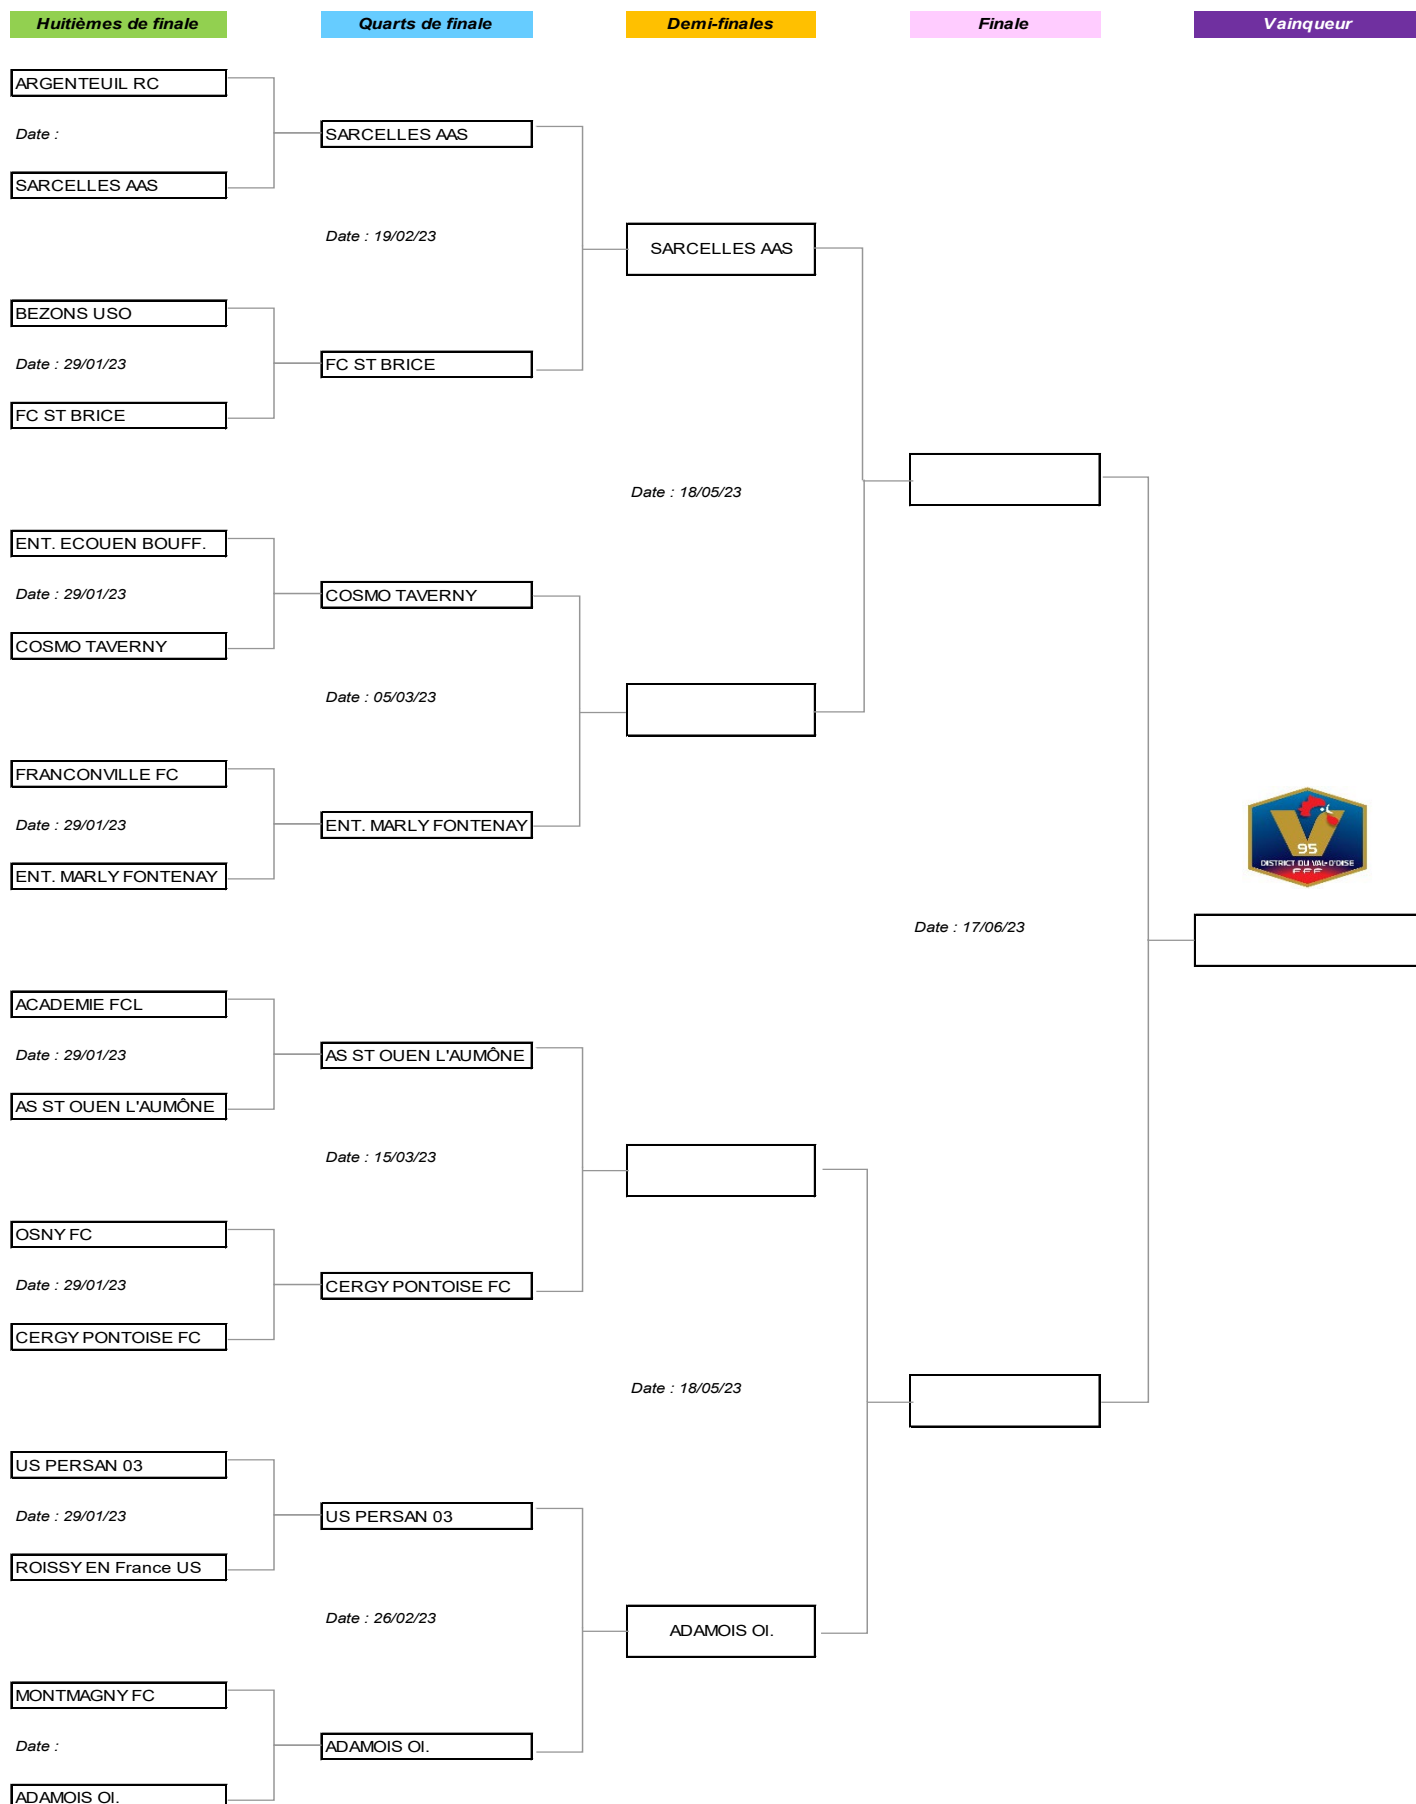 Huitièmes de finale
Quarts de finale
Demi-finales
Finale
Vainqueur
ARGENTEUIL RC
Date :
SARCELLES AAS
SARCELLES AAS
Date : 19/02/23
SARCELLES AAS
BEZONS USO
Date : 29/01/23
FC ST BRICE
FC ST BRICE
Date : 18/05/23
ENT. ECOUEN BOUFF.
Date : 29/01/23
COSMO TAVERNY
COSMO TAVERNY
Date : 05/03/23
FRANCONVILLE FC
Date : 29/01/23
ENT. MARLY FONTENAY
ENT. MARLY FONTENAY
95
DISTRICT DU VAL-D'OISE
FFF
Date : 17/06/23
ACADEMIE FCL
Date : 29/01/23
AS ST OUEN L'AUMÔNE
AS ST OUEN L'AUMÔNE
Date : 15/03/23
OSNY FC
Date : 29/01/23
CERGY PONTOISE FC
CERGY PONTOISE FC
Date : 18/05/23
US PERSAN 03
Date : 29/01/23
US PERSAN 03
ROISSY EN France US
Date : 26/02/23
ADAMOIS Ol.
MONTMAGNY FC
Date :
ADAMOIS Ol.
ADAMOIS Ol.